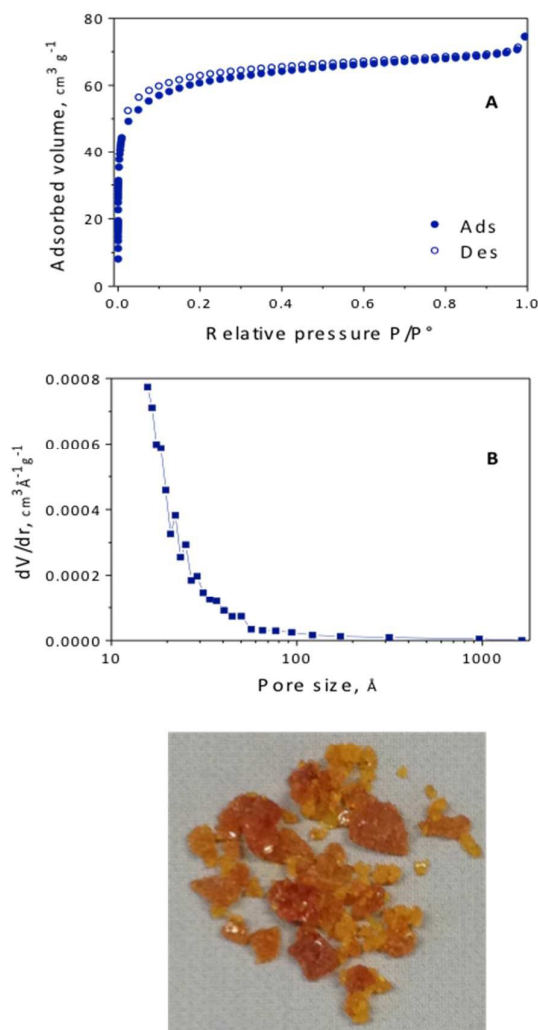 80
60
40
20
0
Adsorbed volume, cm³ g⁻¹
A
Ads
Des
0.0 0.2 0.4 0.6 0.8 1.0
Relative pressure P/P°
0.0008
0.0006
0.0004
0.0002
0.0000
dV/dr, cm³Å⁻¹g⁻¹
B
10 100 1000
Pore size, Å